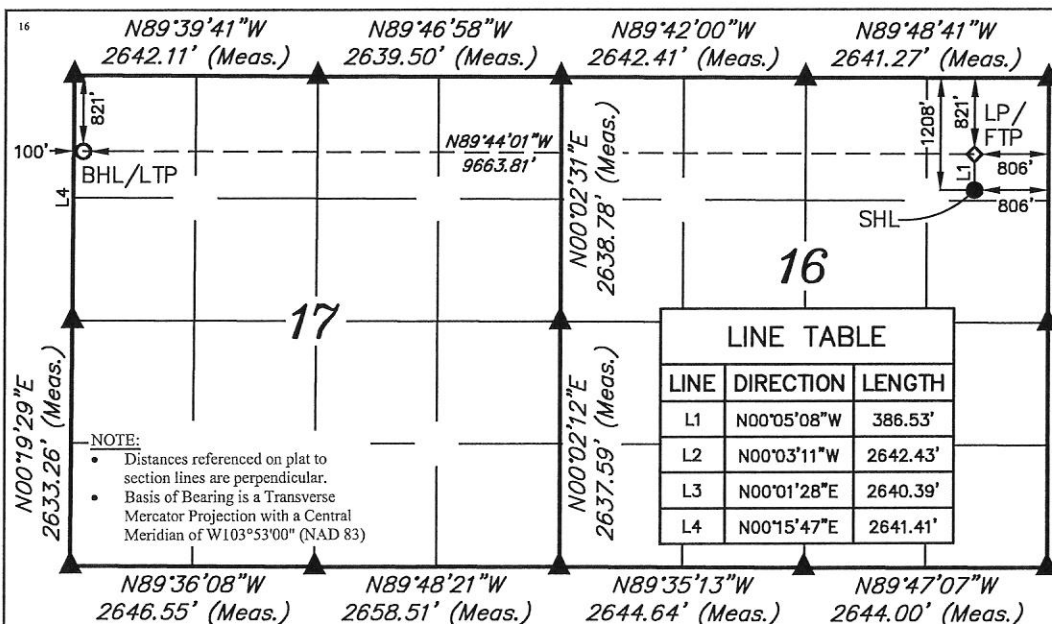 16
N89°39'41"W
2642.11' (Meas.)
N89°46'58"W
2639.50' (Meas.)
N89°42'00"W
2642.41' (Meas.)
N89°48'41"W
2641.27' (Meas.)
821'
100'
BHL/LTP
L4
N89°44'01"W
9663.81'
N00°02'31"E
2638.78' (Meas.)
1208'
821'
LP/
FTP
L1
806'
806'
SHL
17
16
N00°19'29"E
2633.26' (Meas.)
N00°02'12"E
2637.59' (Meas.)
NOTE:
• Distances referenced on plat to
section lines are perpendicular.
• Basis of Bearing is a Transverse
Mercator Projection with a Central
Meridian of W103°53'00" (NAD 83)
LINE TABLE
LINE DIRECTION LENGTH
L1 N00°05'08"W 386.53'
L2 N00°03'11"W 2642.43'
L3 N00°01'28"E 2640.39'
L4 N00°15'47"E 2641.41'
N89°36'08"W
2646.55' (Meas.)
N89°48'21"W
2658.51' (Meas.)
N89°35'13"W
2644.64' (Meas.)
N89°47'07"W
2644.00' (Meas.)